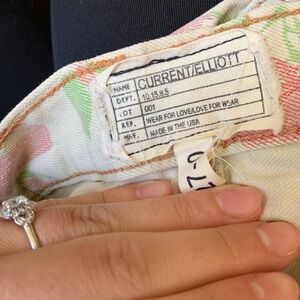 NAME CURRENT/ELLIOTT
DEPT. 10.15.9.5
LOT 001
REF. WEAR FOR LOVE/LOVE FOR WEAR
MAF. MADE IN THE USA